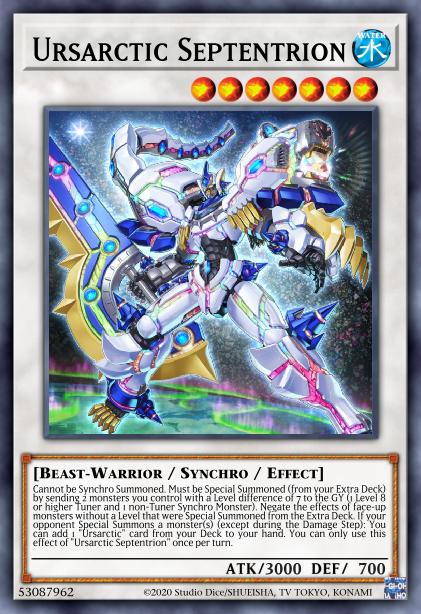 URSARCTIC SEPTENTRION
WATER
水
[BEAST-WARRIOR / SYNCHRO / EFFECT]
Cannot be Synchro Summoned. Must be Special Summoned (from your Extra Deck)
by sending 2 monsters you control with a Level difference of 7 to the GY (1 Level 8
or higher Tuner and 1 non-Tuner Synchro Monster). Negate the effects of face-up
monsters without a Level that were Special Summoned from the Extra Deck. If your
opponent Special Summons a monster(s) (except during the Damage Step): You
can add 1 "Ursarctic" card from your Deck to your hand. You can only use this
effect of "Ursarctic Septentrion" once per turn.
ATK/3000 DEF/ 700
53087962
©2020 Studio Dice/SHUEISHA, TV TOKYO, KONAMI